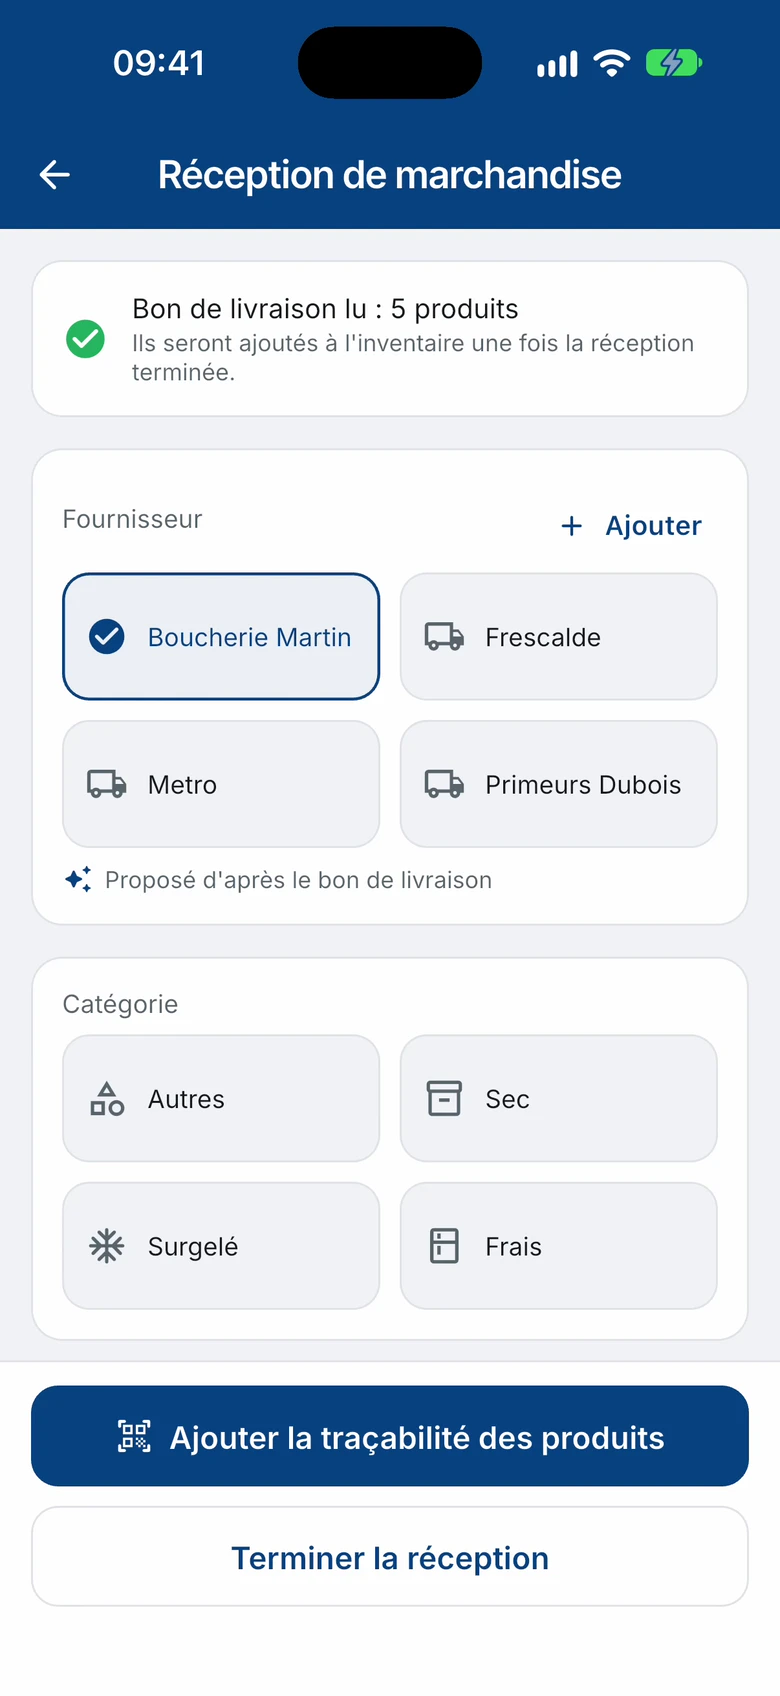 09:41
Réception de marchandise
Bon de livraison lu : 5 produits
Ils seront ajoutés à l'inventaire une fois la réception
terminée.
Fournisseur
+ Ajouter
Boucherie Martin
Frescalde
Metro
Primeurs Dubois
Proposé d'après le bon de livraison
Catégorie
Autres
Sec
Surgelé
Frais
Ajouter la traçabilité des produits
Terminer la réception